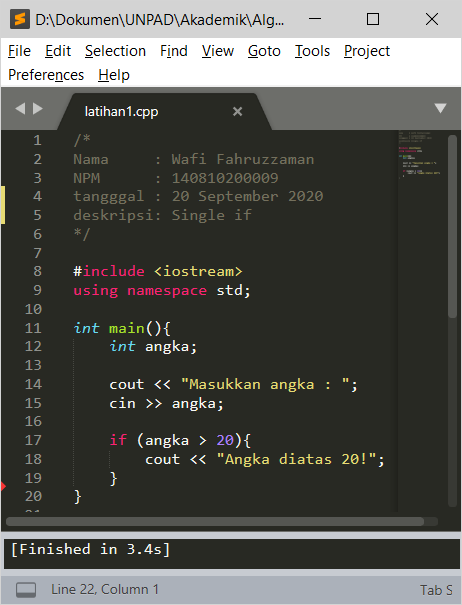 D:\Dokumen\UNPAD\Akademik\Alg...
File Edit Selection Find View Goto Tools Project
Preferences Help
latihan1.cpp
1 /*
2 Nama     : Wafi Fahruzzaman
3 NPM      : 140810200009
4 tangggal : 20 September 2020
5 deskripsi: Single if
6 */
7
8 #include <iostream>
9 using namespace std;
10
11 int main(){
12     int angka;
13
14     cout << "Masukkan angka : ";
15     cin >> angka;
16
17     if (angka > 20){
18         cout << "Angka diatas 20!";
19     }
20 }
[Finished in 3.4s]
Line 22, Column 1 Tab S